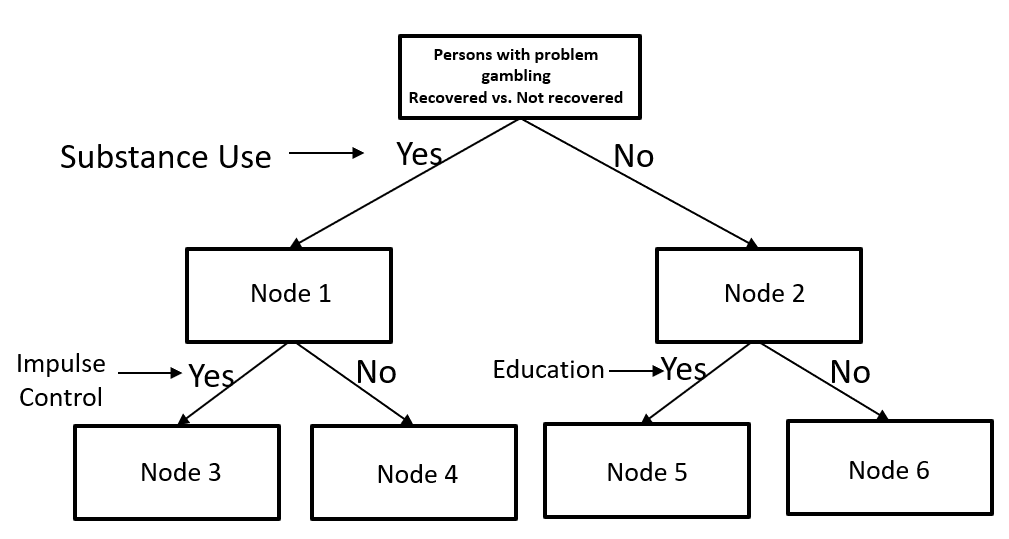 Persons with problem
gambling
Recovered vs. Not recovered
Substance Use
Yes
No
Node 1
Node 2
Impulse
Control
Yes
No
Education
Yes
No
Node 3
Node 4
Node 5
Node 6